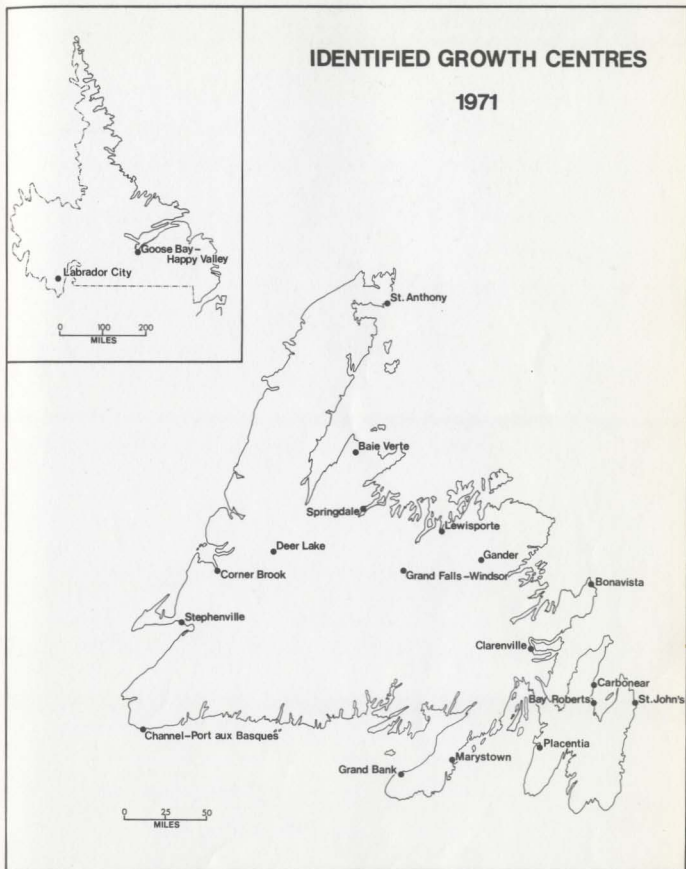 IDENTIFIED GROWTH CENTRES
1971
Goose Bay–
Happy Valley
Labrador City
0 100 200
MILES
St. Anthony
Baie Verte
Springdale
Lewisporte
Deer Lake
Gander
Corner Brook
Grand Falls–Windsor
Bonavista
Stephenville
Clarenville
Carbonear
Bay Roberts
St. John's
Channel–Port aux Basques
Placentia
Marystown
Grand Bank
0 25 50
MILES